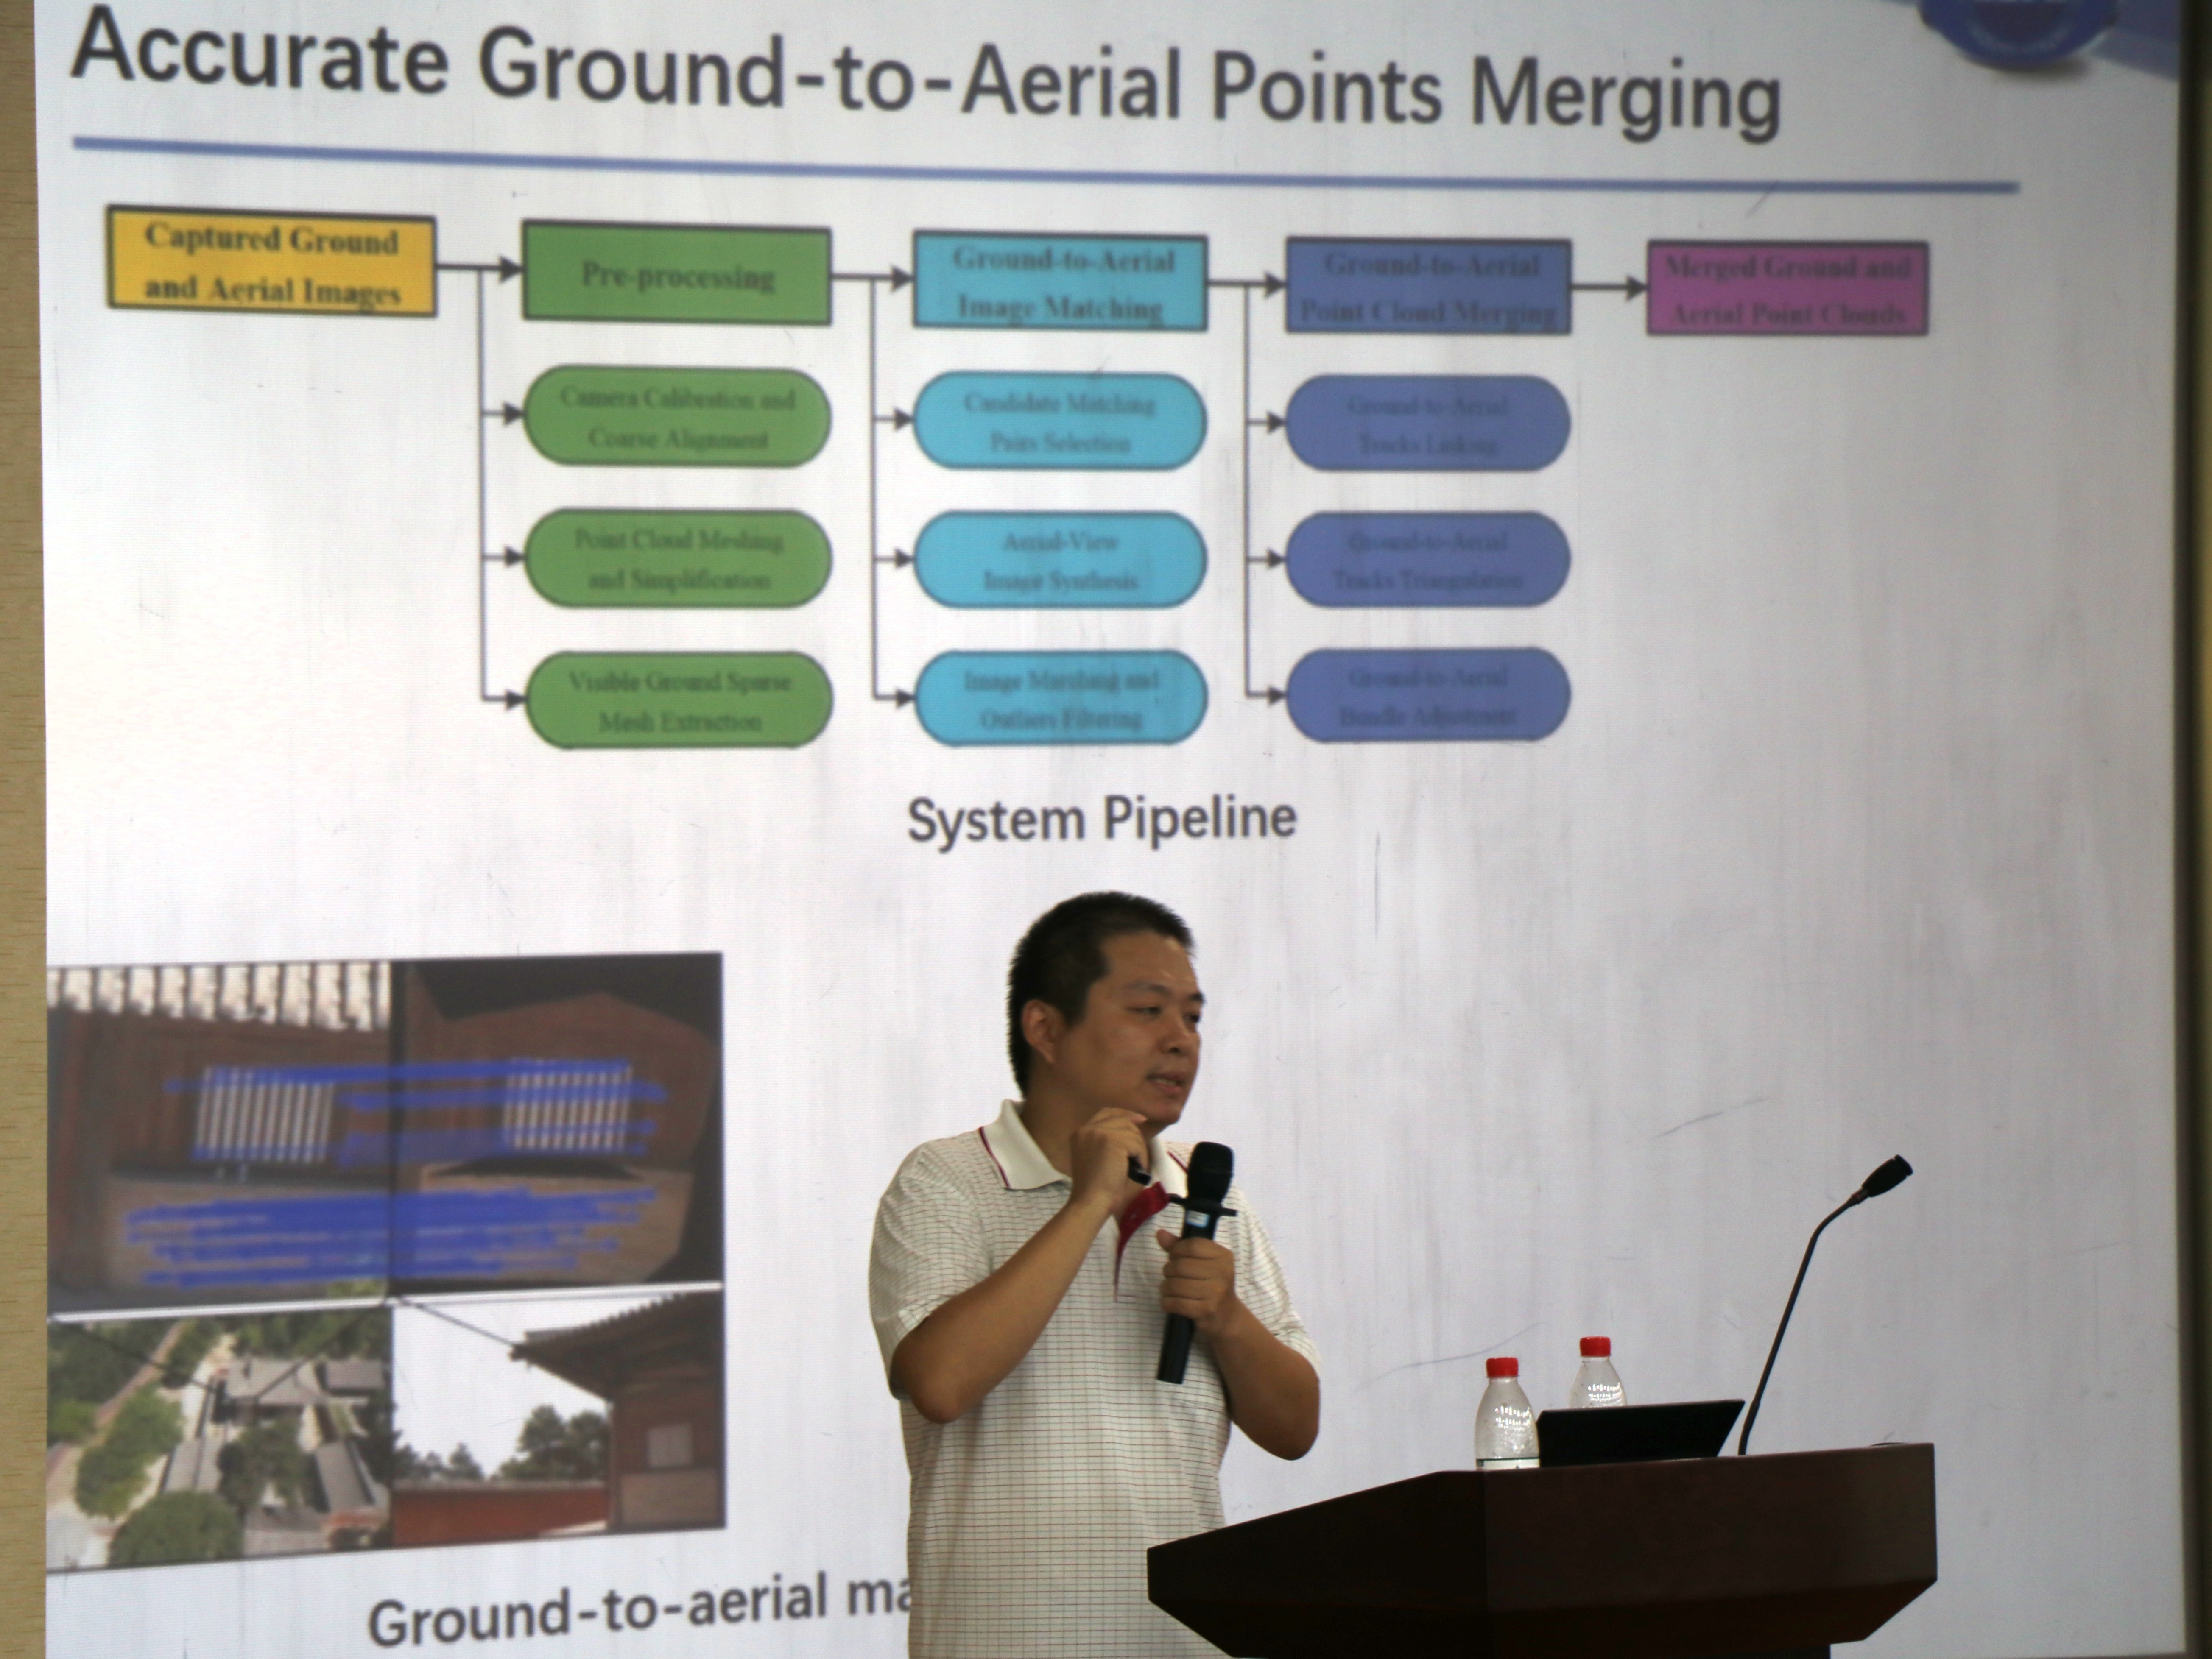 Accurate Ground-to-Aerial Points Merging
Captured Ground
and Aerial Images
Pre-processing
Ground-to-Aerial
Image Matching
Ground-to-Aerial
Point Cloud Merging
Merged Ground and
Aerial Point Clouds
Camera Calibration and
Coarse Alignment
Candidate Matching
Pairs Selection
Ground-to-Aerial
Tracks Linking
Point Cloud Meshing
and Simplification
Aerial-View
Image Synthesis
Ground-to-Aerial
Tracks Triangulation
Visible Ground Sparse
Mesh Extraction
Image Matching and
Outliers Filtering
Ground-to-Aerial
Bundle Adjustment
System Pipeline
Ground-to-aerial ma